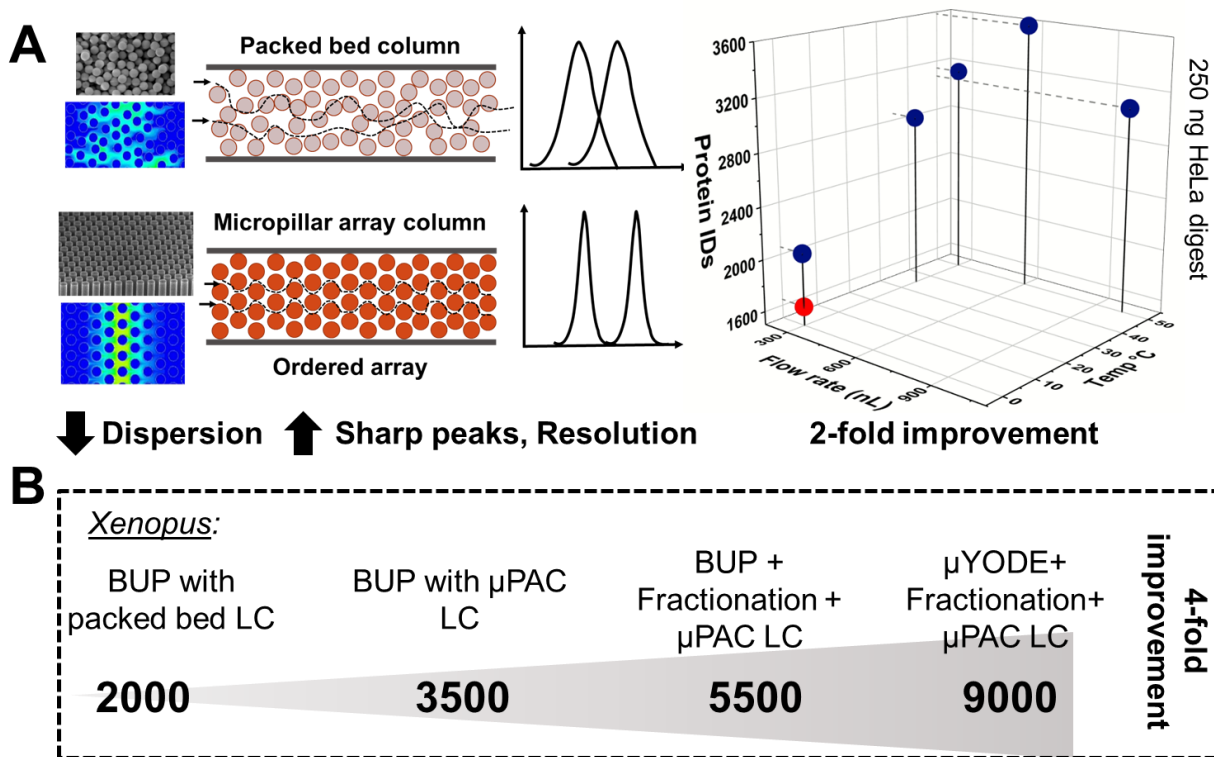 A
Packed bed column
Micropillar array column
Ordered array
Dispersion
Sharp peaks, Resolution
Protein IDs
3600
3200
2800
2400
2000
1600
300
600
900
Flow rate (nL)
0
10
20
30
40
50
Temp °C
250 ng HeLa digest
2-fold improvement
B
Xenopus:
BUP with
packed bed LC
2000
BUP with µPAC
LC
3500
BUP +
Fractionation +
µPAC LC
5500
µYODE+
Fractionation+
µPAC LC
9000
4-fold
improvement